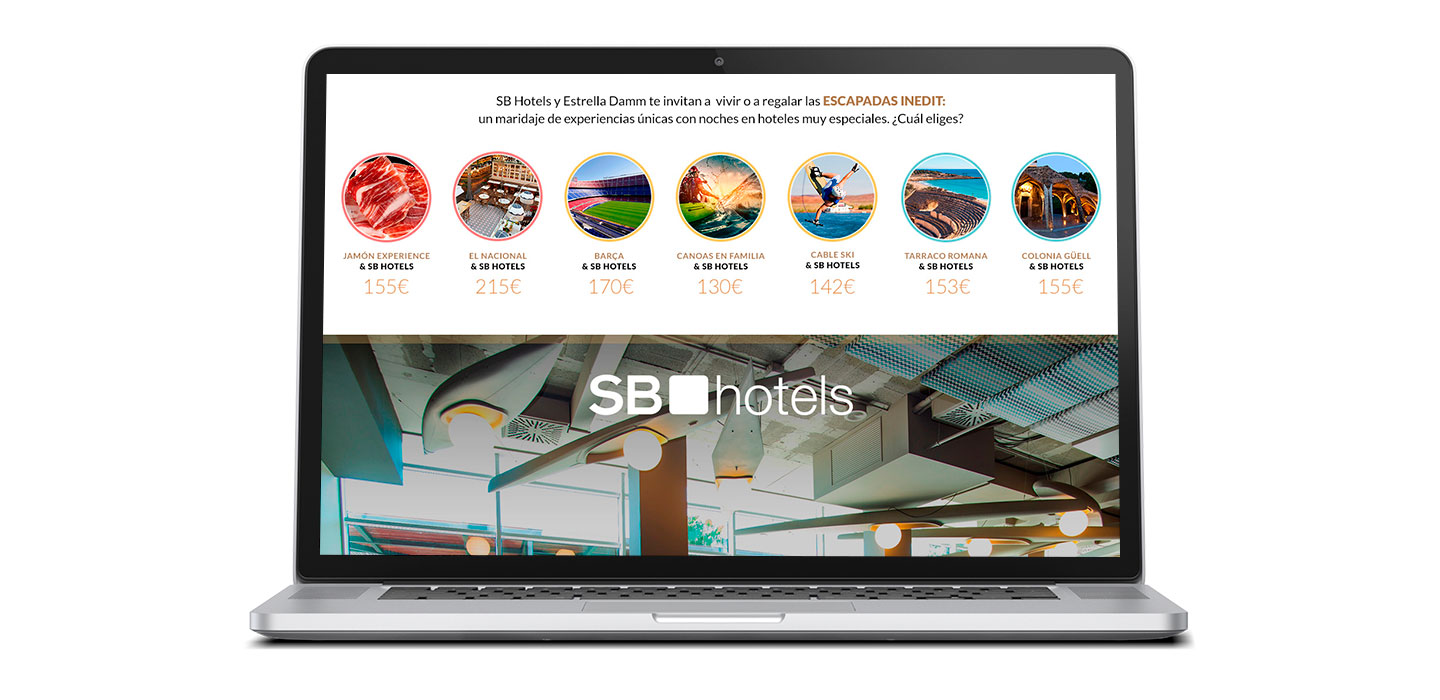 SB Hotels y Estrella Damm te invitan a vivir o a regalar las ESCAPADAS INEDIT:
un maridaje de experiencias únicas con noches en hoteles muy especiales. ¿Cuál eliges?
JAMÓN EXPERIENCE
& SB HOTELS
155€
EL NACIONAL
& SB HOTELS
215€
BARÇA
& SB HOTELS
170€
CANOAS EN FAMILIA
& SB HOTELS
130€
CABLE SKI
& SB HOTELS
142€
TARRACO ROMANA
& SB HOTELS
153€
COLONIA GÜELL
& SB HOTELS
155€
SB hotels